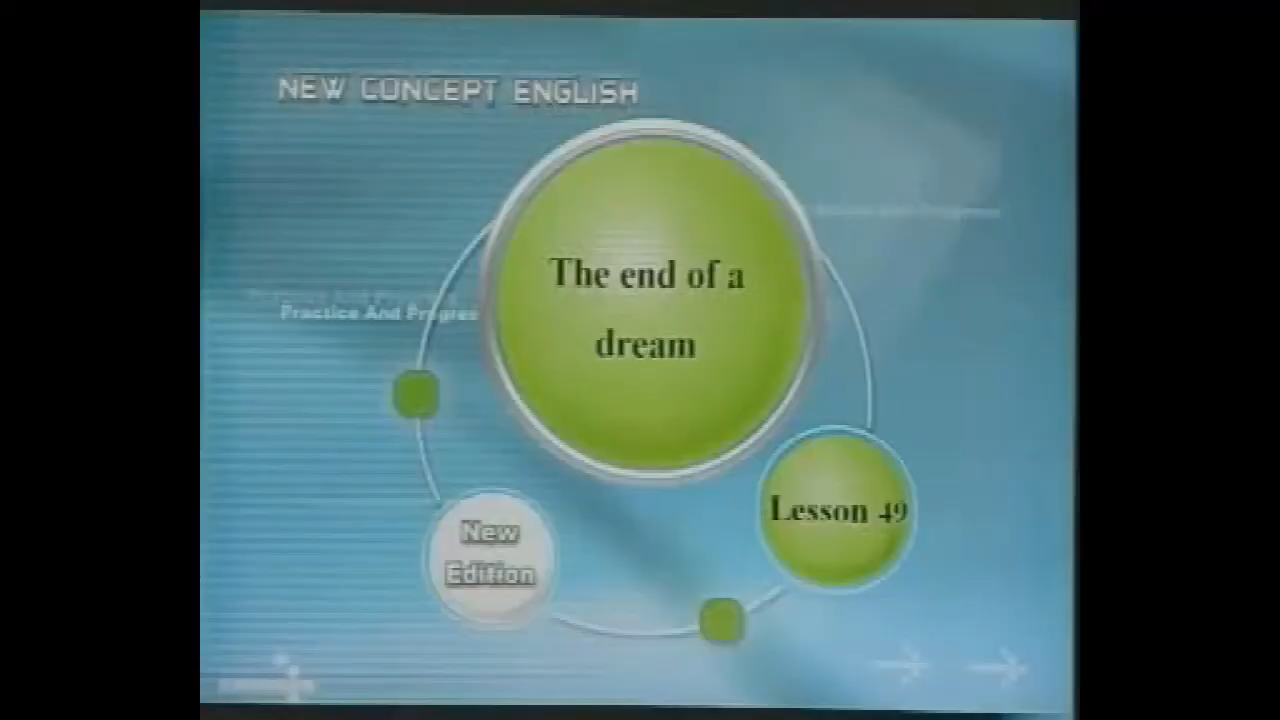 NEW CONCEPT ENGLISH
The end of a
dream
Practice And Progres
Lesson 49
New
Edition